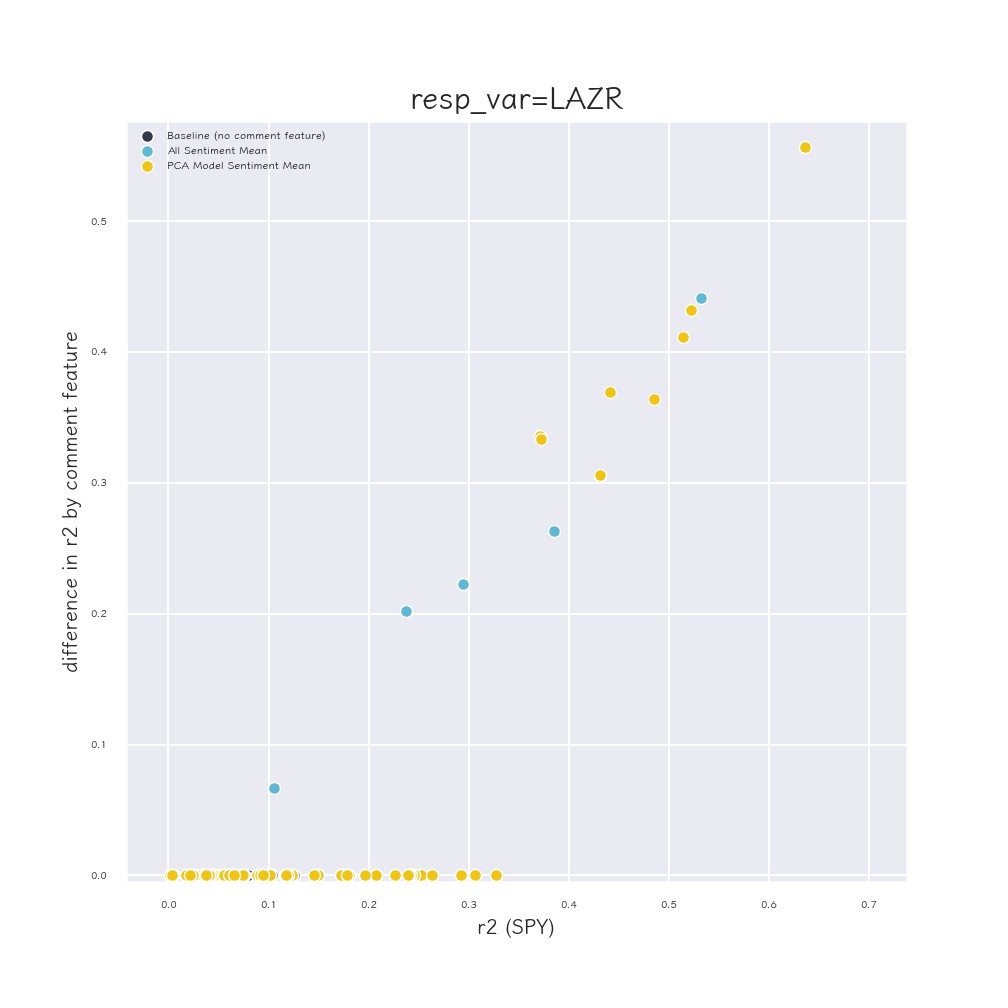 resp_var=LAZR
Baseline (no comment feature)
All Sentiment Mean
PCA Model Sentiment Mean
difference in r2 by comment feature
0.5
0.4
0.3
0.2
0.1
0.0
0.0 0.1 0.2 0.3 0.4 0.5 0.6 0.7
r2 (SPY)